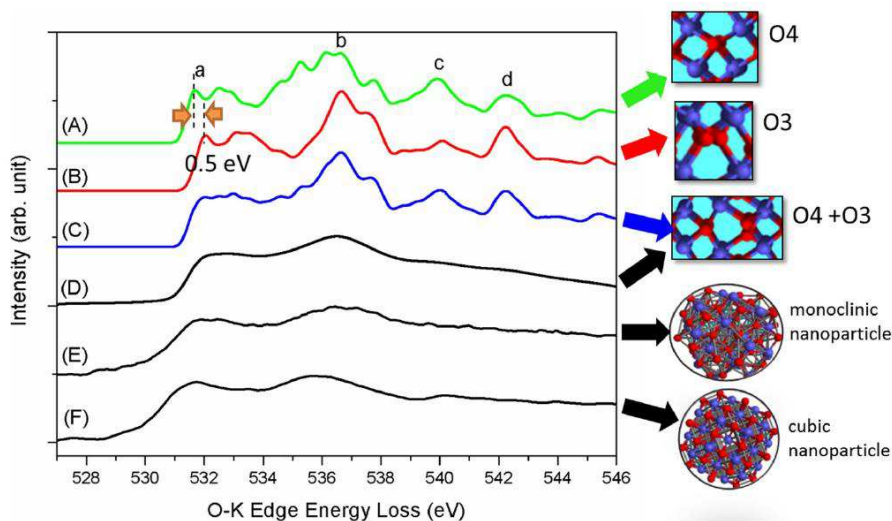 a
b
c
d
(A)
0.5 eV
(B)
(C)
(D)
(E)
(F)
Intensity (arb. unit)
528 530 532 534 536 538 540 542 544 546
O-K Edge Energy Loss (eV)
O4
O3
O4 +O3
monoclinic
nanoparticle
cubic
nanoparticle